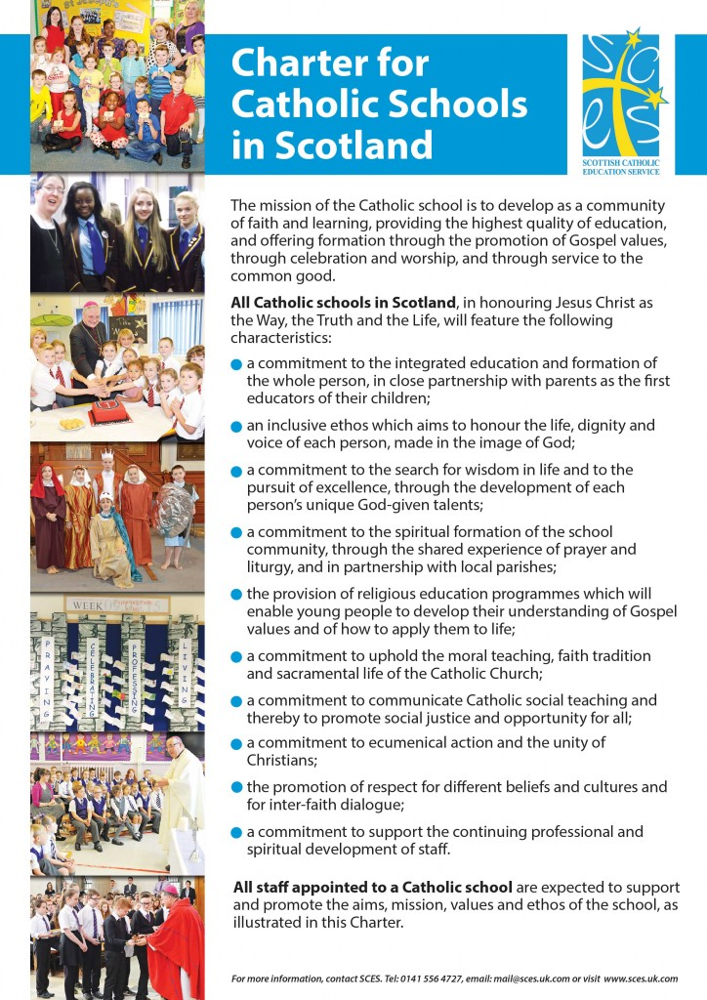 St Joseph's
Charter for
Catholic Schools
in Scotland
SCES
SCOTTISH CATHOLIC
EDUCATION SERVICE
The mission of the Catholic school is to develop as a community
of faith and learning, providing the highest quality of education,
and offering formation through the promotion of Gospel values,
through celebration and worship, and through service to the
common good.
All Catholic schools in Scotland, in honouring Jesus Christ as
the Way, the Truth and the Life, will feature the following
characteristics:
● a commitment to the integrated education and formation of
the whole person, in close partnership with parents as the first
educators of their children;
● an inclusive ethos which aims to honour the life, dignity and
voice of each person, made in the image of God;
● a commitment to the search for wisdom in life and to the
pursuit of excellence, through the development of each
person's unique God-given talents;
● a commitment to the spiritual formation of the school
community, through the shared experience of prayer and
liturgy, and in partnership with local parishes;
● the provision of religious education programmes which will
enable young people to develop their understanding of Gospel
values and of how to apply them to life;
● a commitment to uphold the moral teaching, faith tradition
and sacramental life of the Catholic Church;
● a commitment to communicate Catholic social teaching and
thereby to promote social justice and opportunity for all;
● a commitment to ecumenical action and the unity of
Christians;
● the promotion of respect for different beliefs and cultures and
for inter-faith dialogue;
● a commitment to support the continuing professional and
spiritual development of staff.
All staff appointed to a Catholic school are expected to support
and promote the aims, mission, values and ethos of the school, as
illustrated in this Charter.
For more information, contact SCES. Tel: 0141 556 4727, email: mail@sces.uk.com or visit www.sces.uk.com
WEEK
PRAYING
CELEBRATING
PROFESSING
LIVING